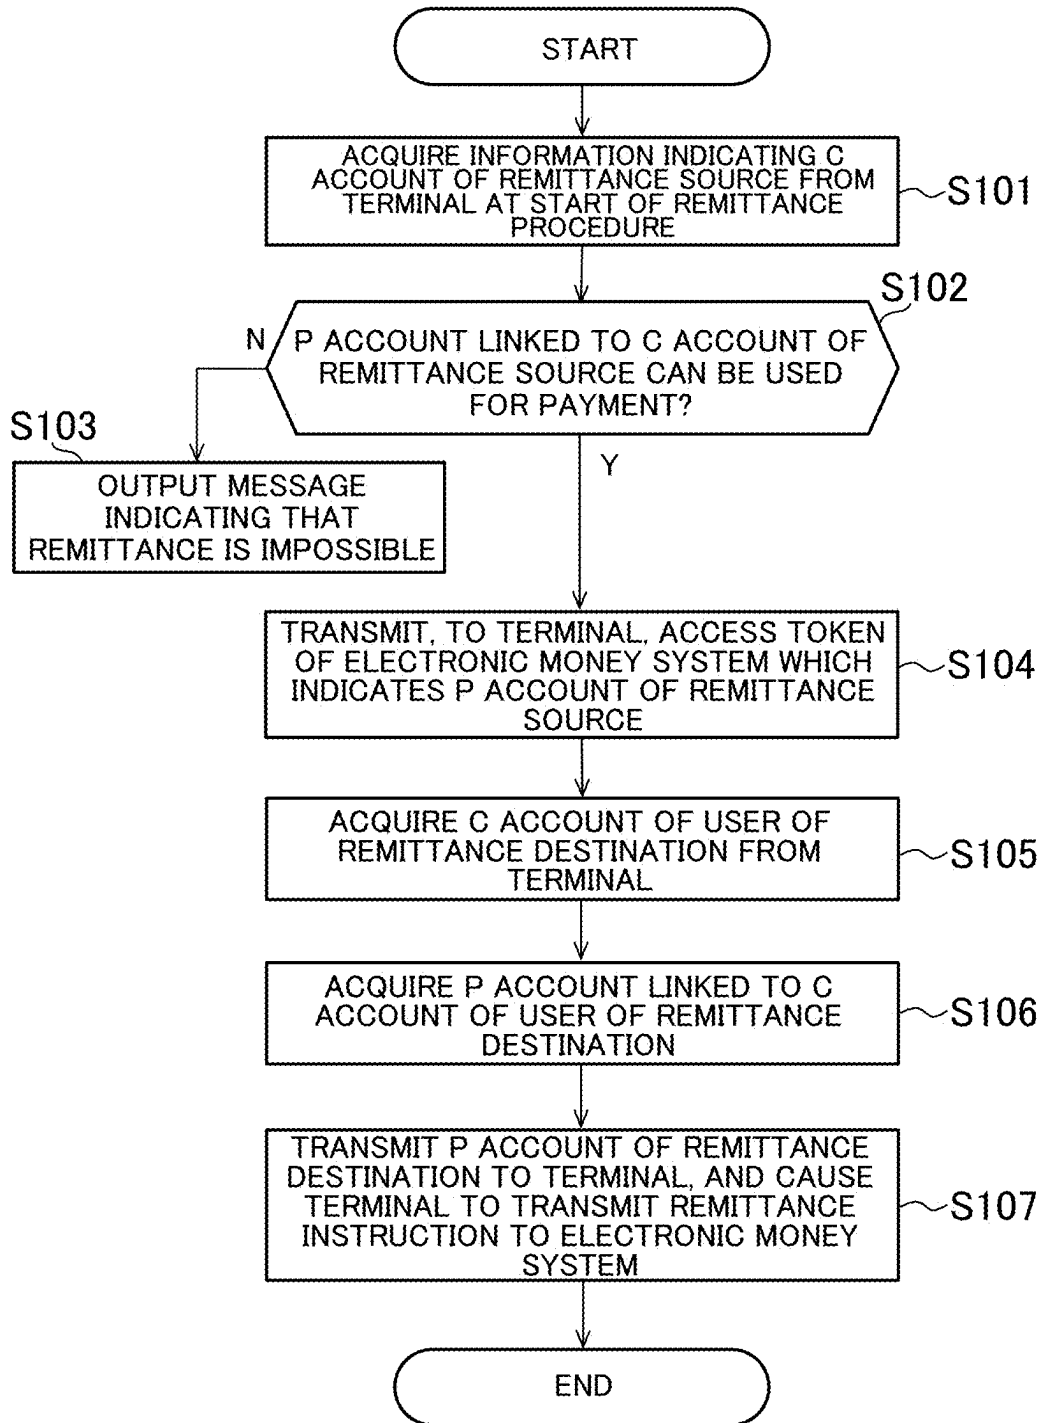 START
ACQUIRE INFORMATION INDICATING C
ACCOUNT OF REMITTANCE SOURCE FROM
TERMINAL AT START OF REMITTANCE
PROCEDURE
S101
S102
P ACCOUNT LINKED TO C ACCOUNT OF
REMITTANCE SOURCE CAN BE USED
FOR PAYMENT?
N
Y
S103
OUTPUT MESSAGE
INDICATING THAT
REMITTANCE IS IMPOSSIBLE
TRANSMIT, TO TERMINAL, ACCESS TOKEN
OF ELECTRONIC MONEY SYSTEM WHICH
INDICATES P ACCOUNT OF REMITTANCE
SOURCE
S104
ACQUIRE C ACCOUNT OF USER OF
REMITTANCE DESTINATION FROM
TERMINAL
S105
ACQUIRE P ACCOUNT LINKED TO C
ACCOUNT OF USER OF REMITTANCE
DESTINATION
S106
TRANSMIT P ACCOUNT OF REMITTANCE
DESTINATION TO TERMINAL, AND CAUSE
TERMINAL TO TRANSMIT REMITTANCE
INSTRUCTION TO ELECTRONIC MONEY
SYSTEM
S107
END